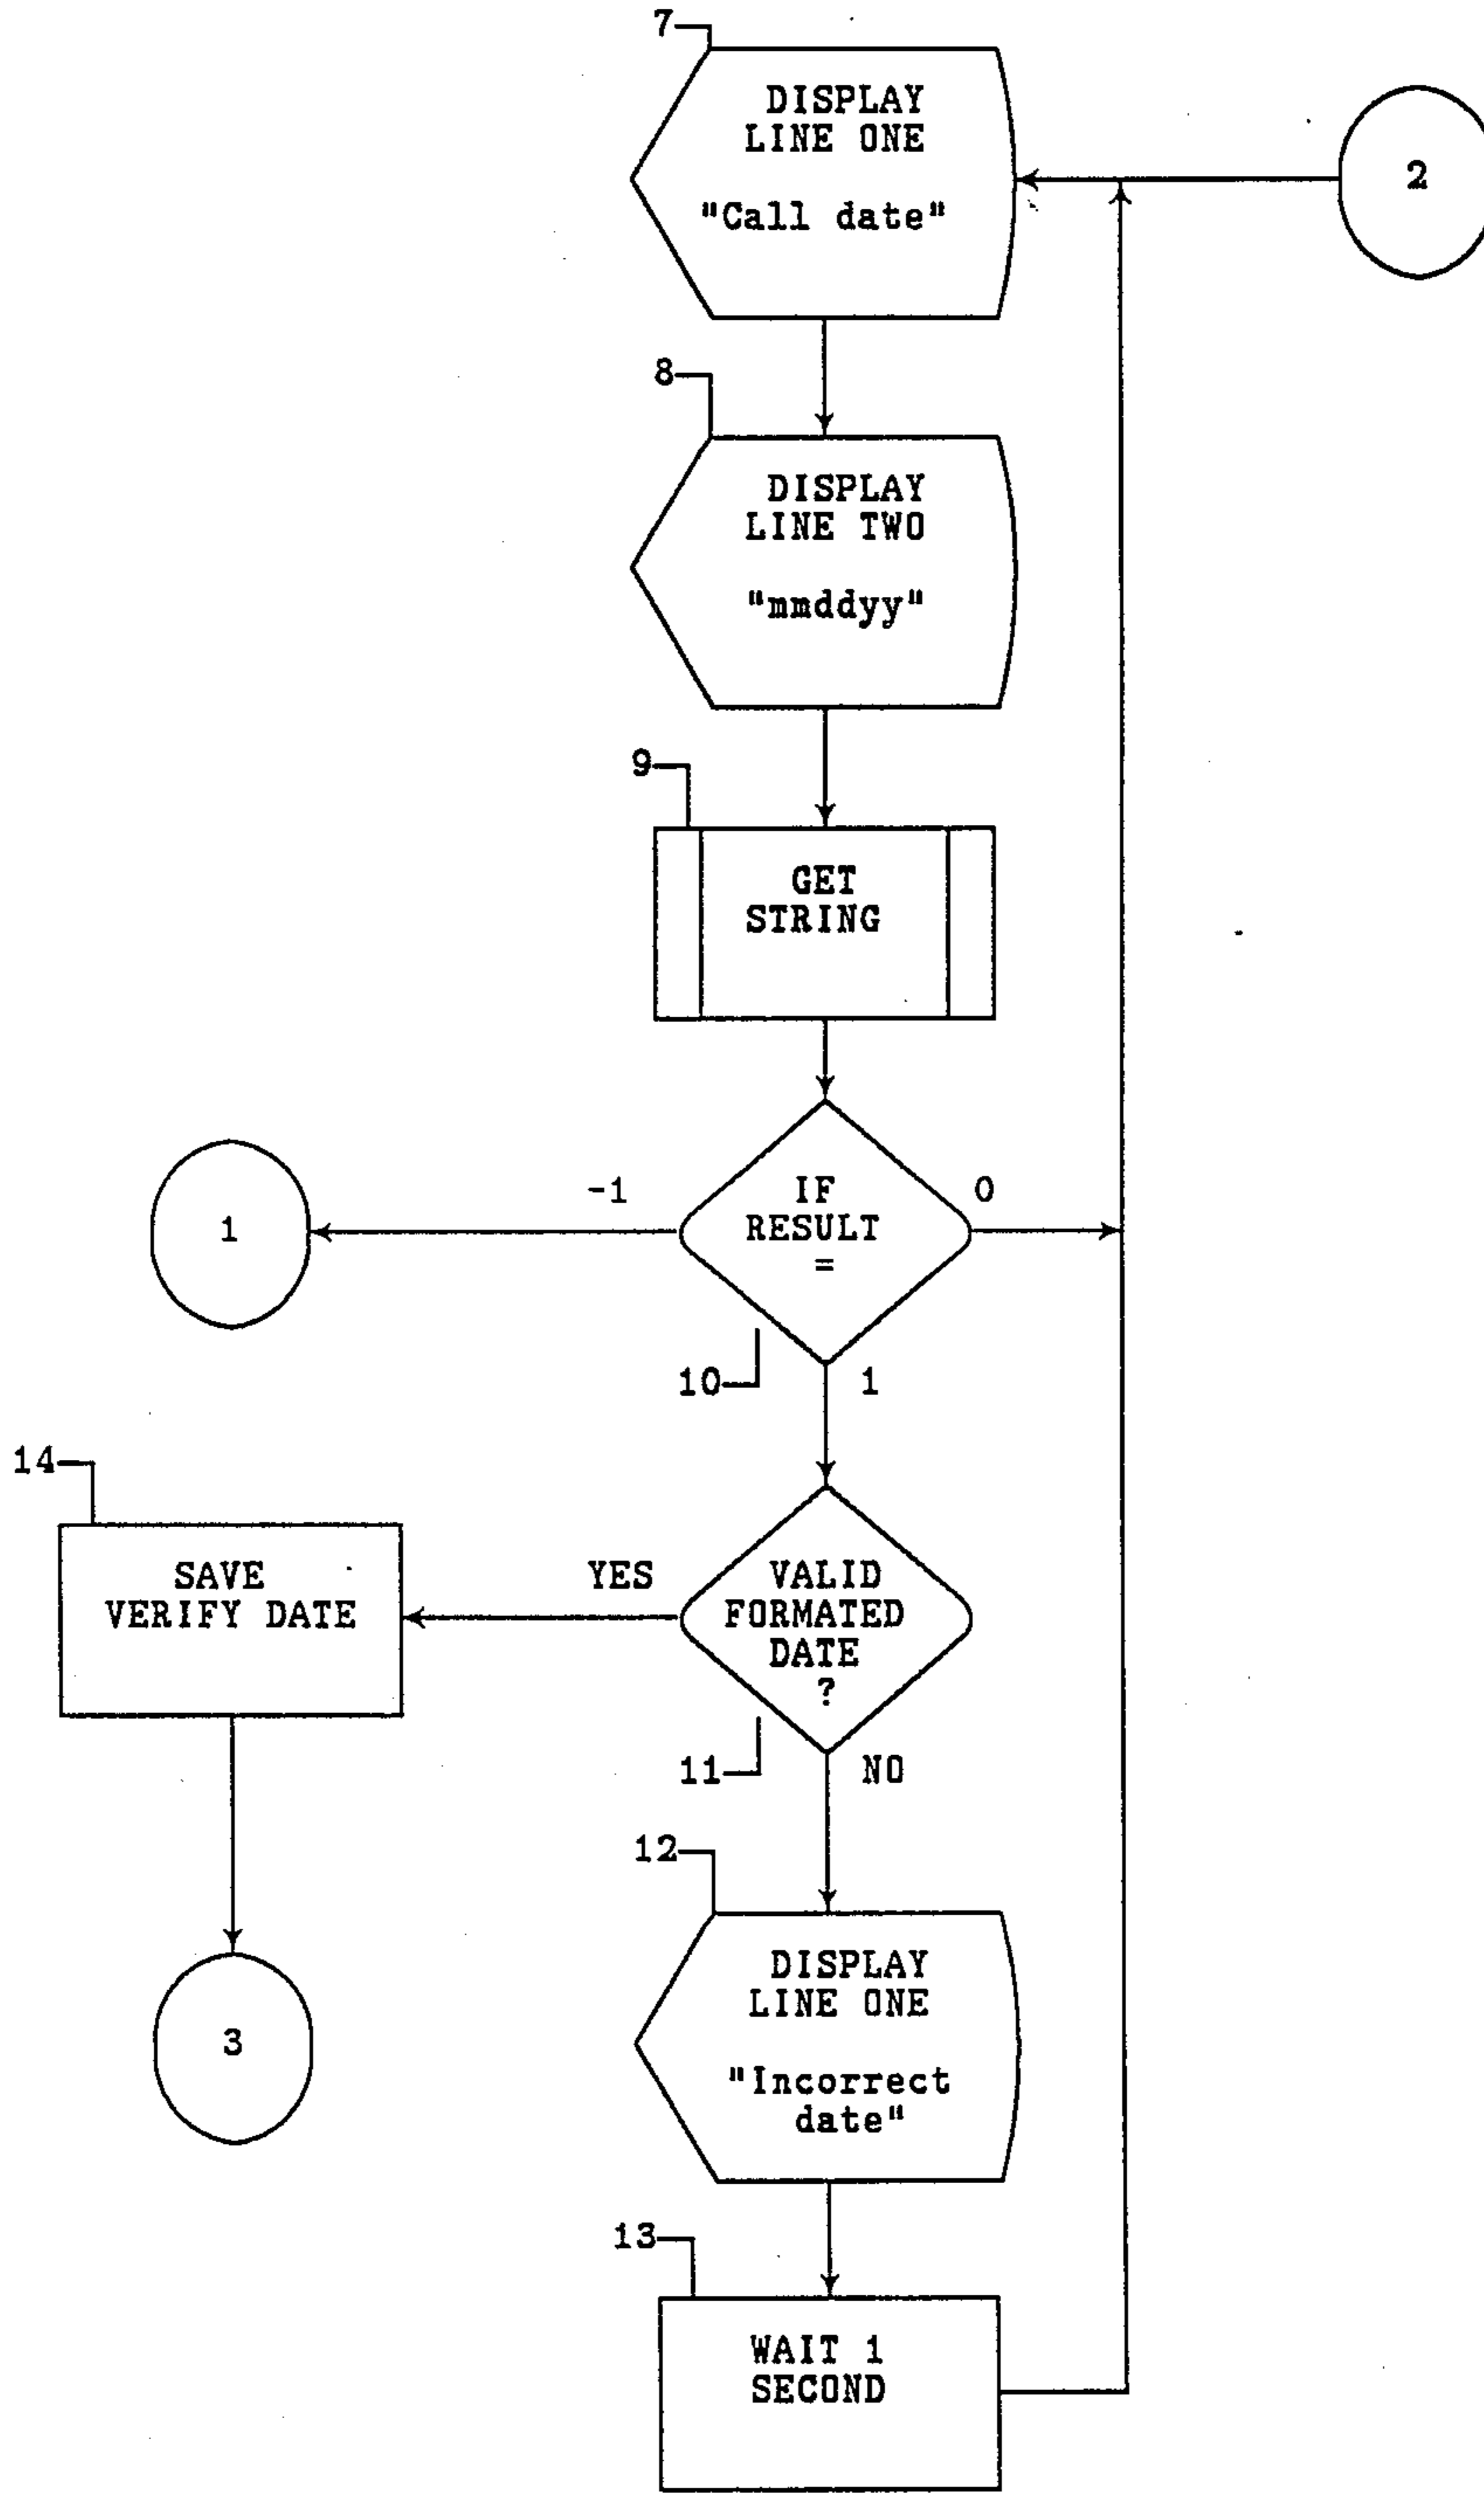 7
DISPLAY
LINE ONE
"Call date"
2
8
DISPLAY
LINE TWO
"mmddyy"
9
GET
STRING
-1
IF
RESULT
=
0
1
10
1
14
SAVE
VERIFY DATE
YES
VALID
FORMATED
DATE
?
11
NO
12
DISPLAY
LINE ONE
"Incorrect
date"
3
13
WAIT 1
SECOND